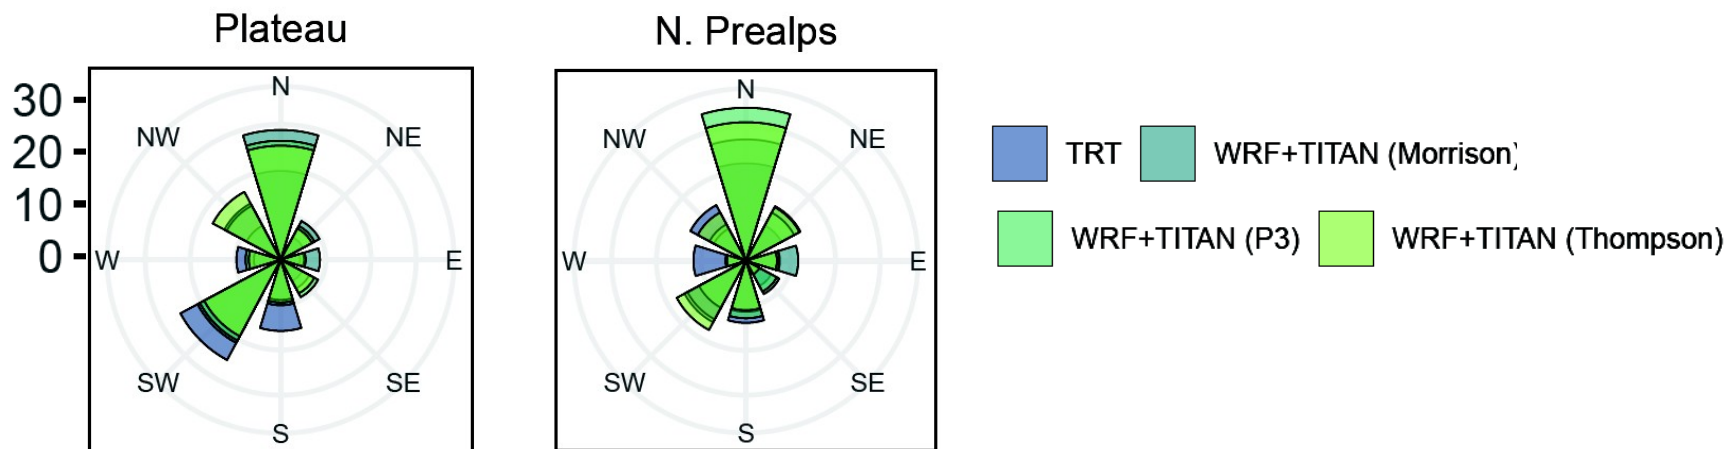 Plateau
N. Prealps
30
20
10
0
N
NW
NE
W
E
SW
SE
S
N
NW
NE
W
E
SW
SE
S
TRT
WRF+TITAN (Morrison)
WRF+TITAN (P3)
WRF+TITAN (Thompson)